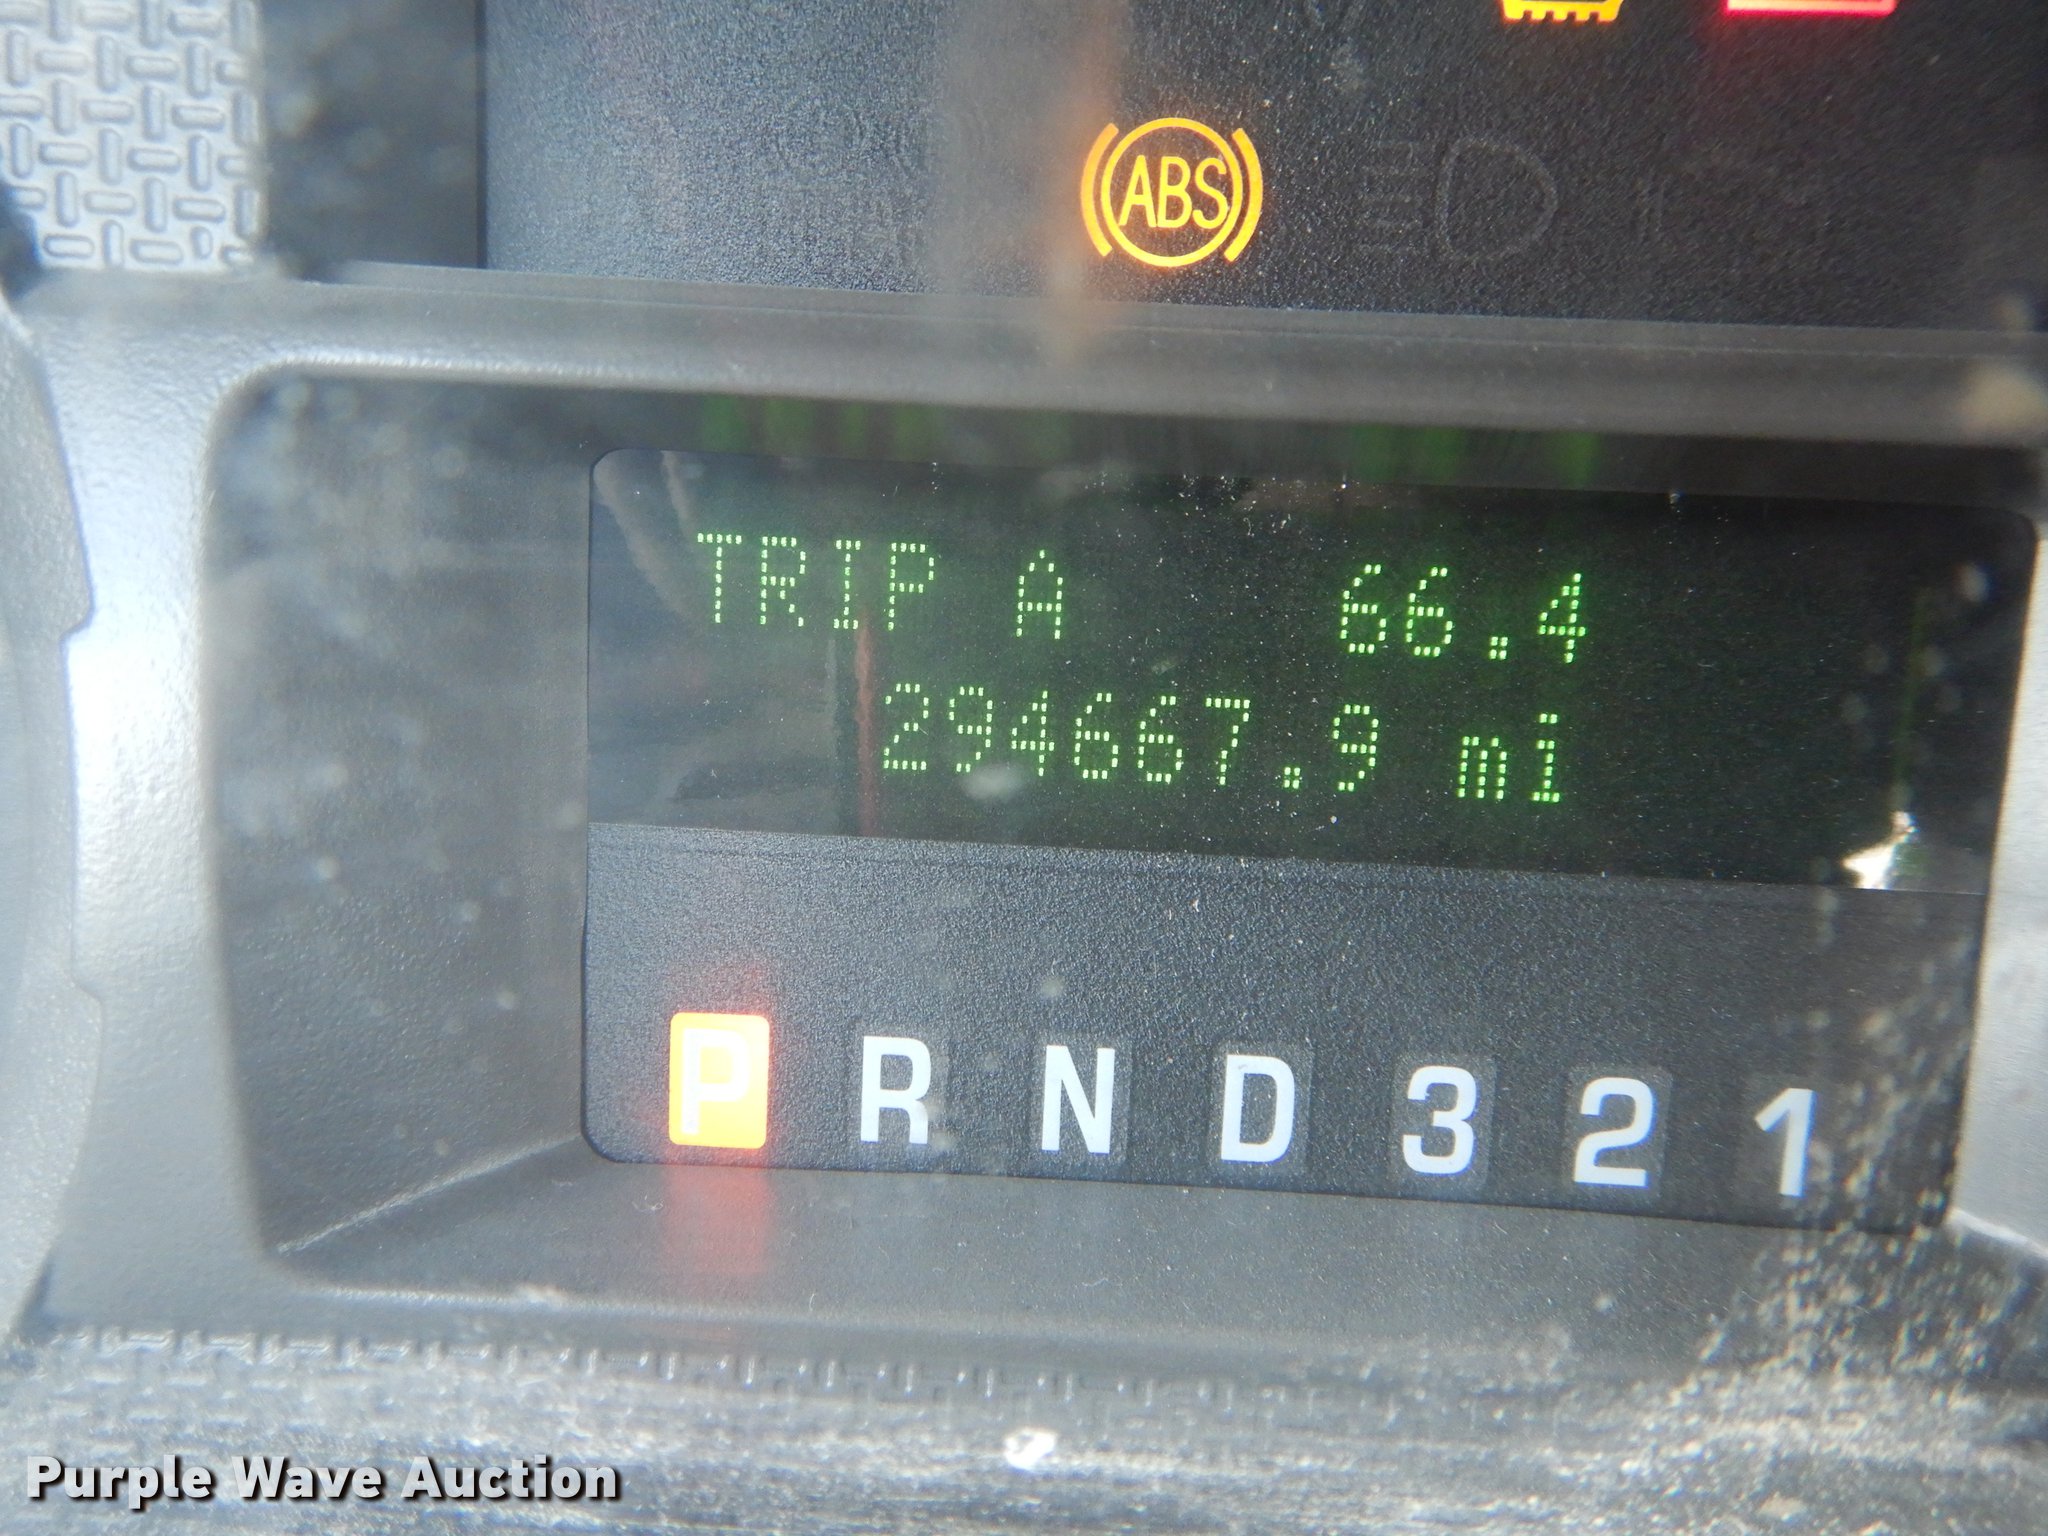 ABS
TRIP A 66.4
294667.9 mi
P R N D 3 2 1
Purple Wave Auction